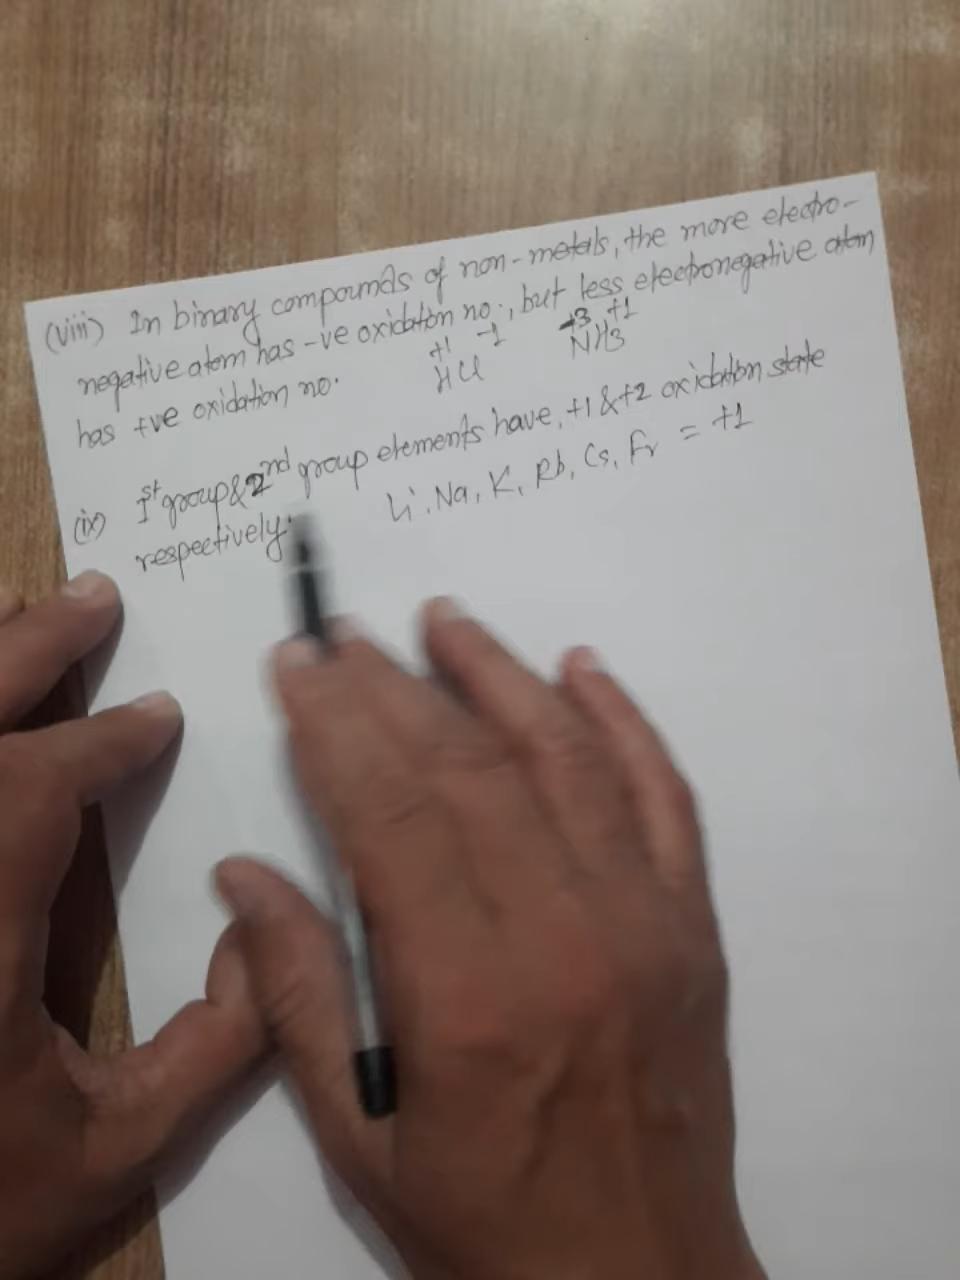 (viii) In binary compounds of non-metals, the more electro-
negative atom has -ve oxidation no., but less electronegative atom
has +ve oxidation no. +1 -1 HCl -3 +1 NH3
(ix) Ist group & 2nd group elements have, +1 & +2 oxidation state
respectively. Li, Na, K, Rb, Cs, Fr = +1